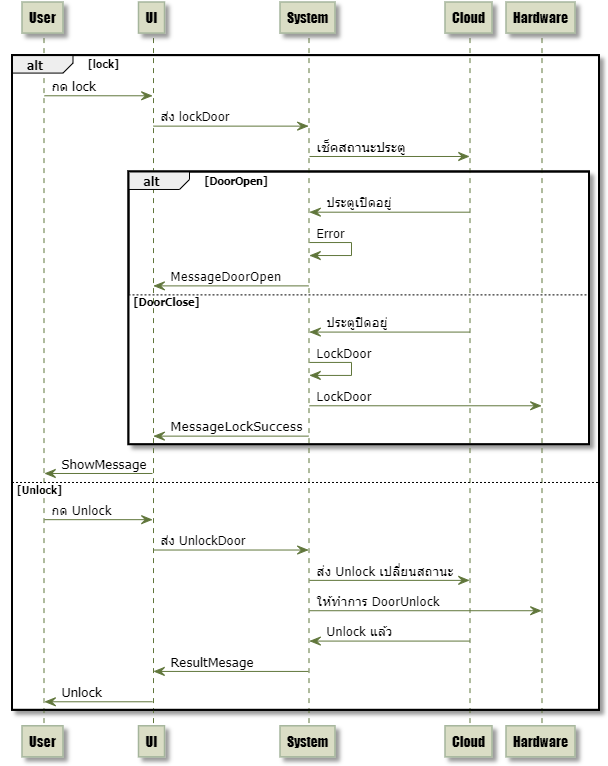 User UI System Cloud Hardware
alt [lock]
กด lock
ส่ง lockDoor
เช็คสถานะประตู
alt [DoorOpen]
ประตูเปิดอยู่
Error
MessageDoorOpen
[DoorClose]
ประตูปิดอยู่
LockDoor
LockDoor
MessageLockSuccess
ShowMessage
[Unlock]
กด Unlock
ส่ง UnlockDoor
ส่ง Unlock เปลี่ยนสถานะ
ให้ทำการ DoorUnlock
Unlock แล้ว
ResultMesage
Unlock
User UI System Cloud Hardware